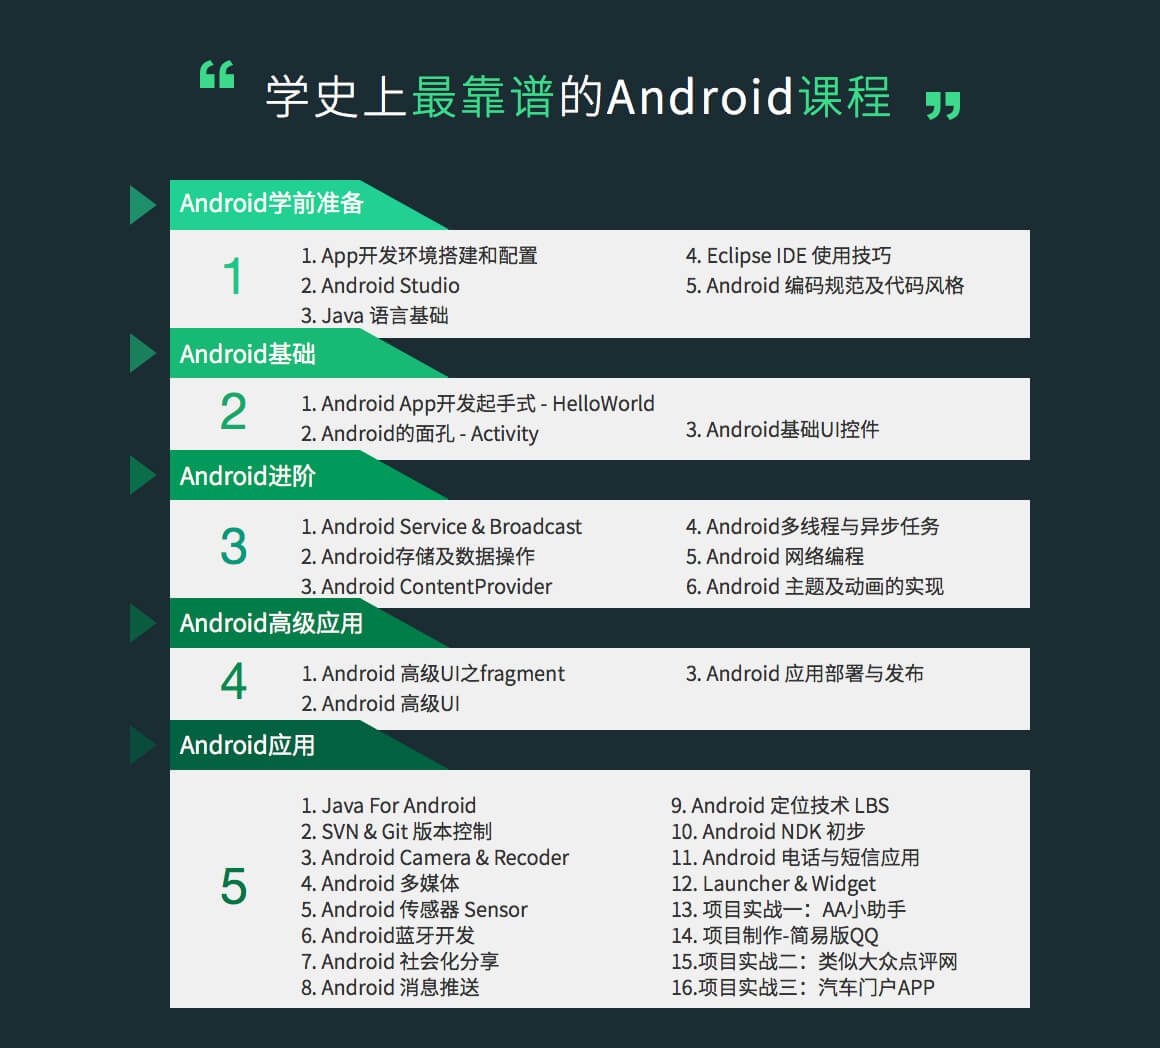 “ 学史上最靠谱的Android课程 ”
Android学前准备
1
1. App开发环境搭建和配置
2. Android Studio
3. Java 语言基础
4. Eclipse IDE 使用技巧
5. Android 编码规范及代码风格
Android基础
2
1. Android App开发起手式 - HelloWorld
2. Android的面孔 - Activity
3. Android基础UI控件
Android进阶
3
1. Android Service & Broadcast
2. Android存储及数据操作
3. Android ContentProvider
4. Android多线程与异步任务
5. Android 网络编程
6. Android 主题及动画的实现
Android高级应用
4
1. Android 高级UI之fragment
2. Android 高级UI
3. Android 应用部署与发布
Android应用
5
1. Java For Android
2. SVN & Git 版本控制
3. Android Camera & Recoder
4. Android 多媒体
5. Android 传感器 Sensor
6. Android蓝牙开发
7. Android 社会化分享
8. Android 消息推送
9. Android 定位技术 LBS
10. Android NDK 初步
11. Android 电话与短信应用
12. Launcher & Widget
13. 项目实战一：AA小助手
14. 项目制作-简易版QQ
15.项目实战二：类似大众点评网
16.项目实战三：汽车门户APP